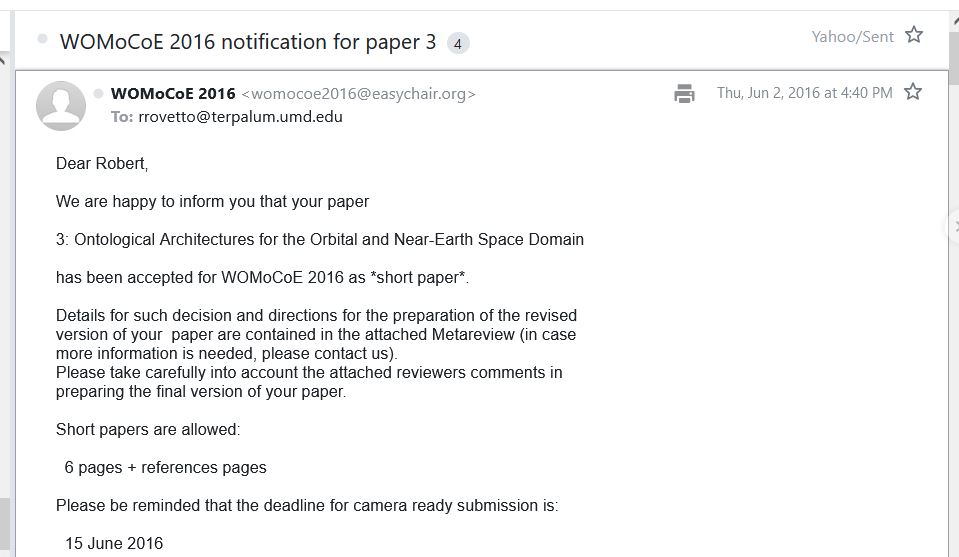 WOMoCoE 2016 notification for paper 3 4
Yahoo/Sent
WOMoCoE 2016 <womocoe2016@easychair.org>
Thu, Jun 2, 2016 at 4:40 PM
To: rrovetto@terpalum.umd.edu
Dear Robert,
We are happy to inform you that your paper
3: Ontological Architectures for the Orbital and Near-Earth Space Domain
has been accepted for WOMoCoE 2016 as *short paper*.
Details for such decision and directions for the preparation of the revised
version of your  paper are contained in the attached Metareview (in case
more information is needed, please contact us).
Please take carefully into account the attached reviewers comments in
preparing the final version of your paper.
Short papers are allowed:
6 pages + references pages
Please be reminded that the deadline for camera ready submission is:
15 June 2016